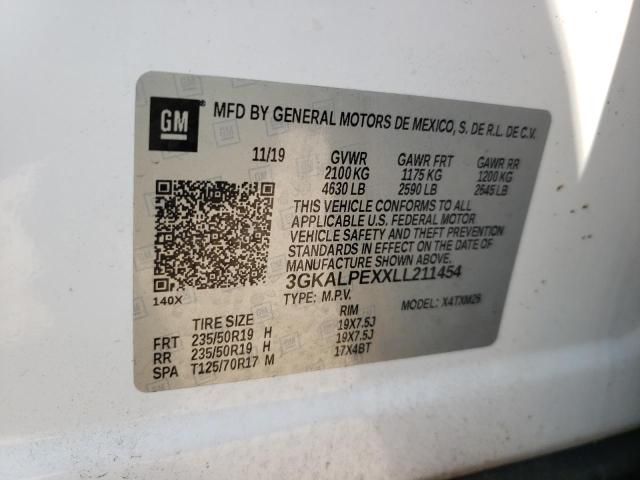 GM
MFD BY GENERAL MOTORS DE MEXICO, S. DE R.L. DE C.V.
11/19 GVWR GAWR FRT GAWR RR
2100 KG 1175 KG 1200 KG
4630 LB 2590 LB 2645 LB
THIS VEHICLE CONFORMS TO ALL
APPLICABLE U.S. FEDERAL MOTOR
VEHICLE SAFETY AND THEFT
STANDARDS IN EFFECT ON THE DATE OF
MANUFACTURE SHOWN ABOVE.
140X 3GKALPEXXLL211454
TYPE: M.P.V. MODEL: X4TXM26
TIRE SIZE RIM
FRT 235/50R19 H 19X7.5J
RR 235/50R19 H 19X7.5J
SPA T125/70R17 M 17X4BT